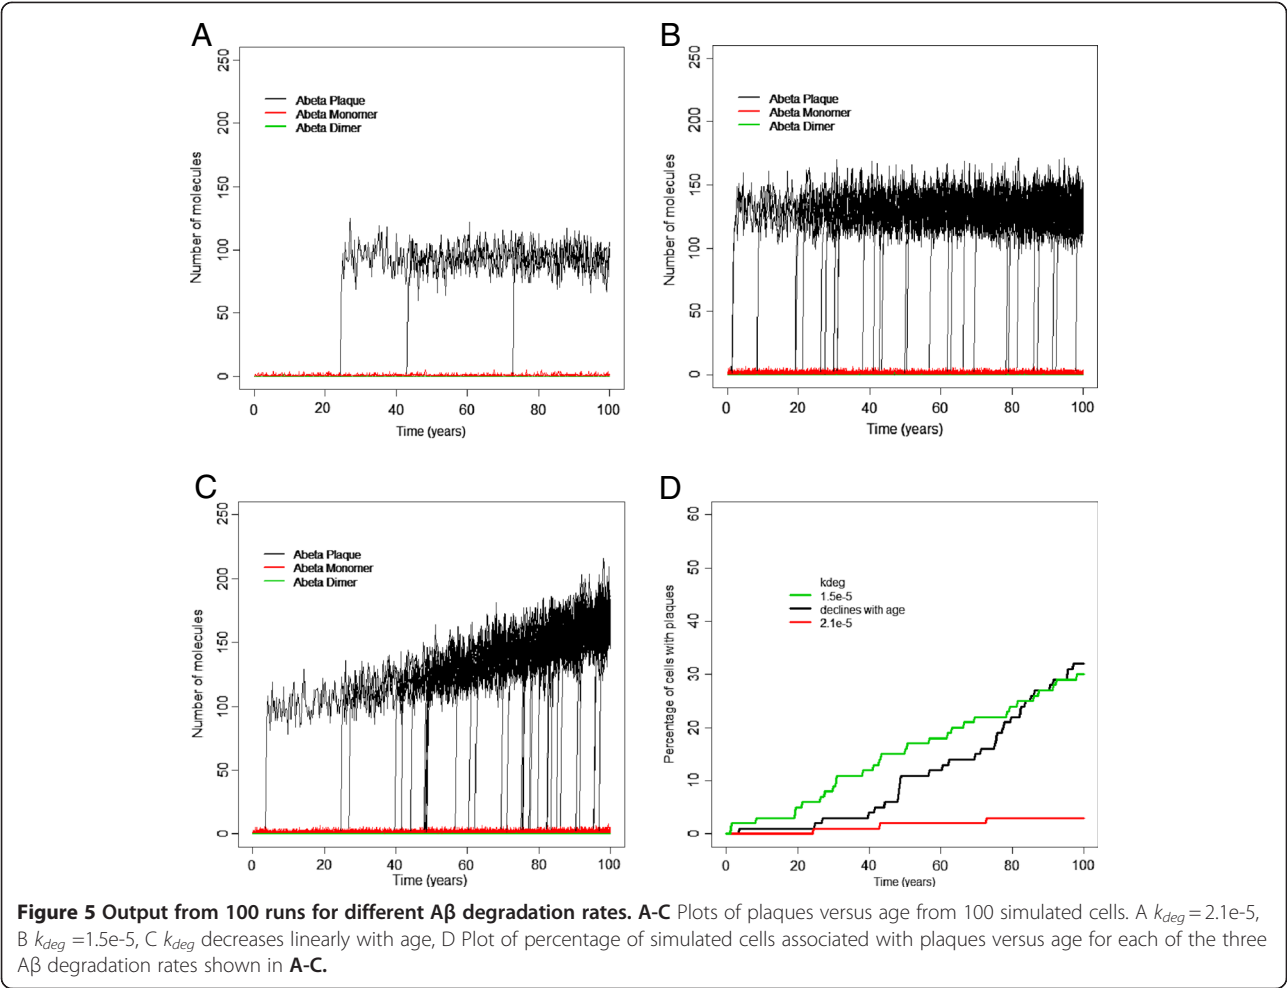 A
250
200
150
100
50
0
Number of molecules
Abeta Plaque
Abeta Monomer
Abeta Dimer
0 20 40 60 80 100
Time (years)
B
250
200
150
100
50
0
Number of molecules
Abeta Plaque
Abeta Monomer
Abeta Dimer
0 20 40 60 80 100
Time (years)
C
250
200
150
100
50
0
Number of molecules
Abeta Plaque
Abeta Monomer
Abeta Dimer
0 20 40 60 80 100
Time (years)
D
60
50
40
30
20
10
0
Percentage of cells with plaques
kdeg
1.5e-5
declines with age
2.1e-5
0 20 40 60 80 100
Time (years)
Figure 5 Output from 100 runs for different Aβ degradation rates. A-C Plots of plaques versus age from 100 simulated cells. A kdeg = 2.1e-5,
B kdeg =1.5e-5, C kdeg decreases linearly with age, D Plot of percentage of simulated cells associated with plaques versus age for each of the three
Aβ degradation rates shown in A-C.